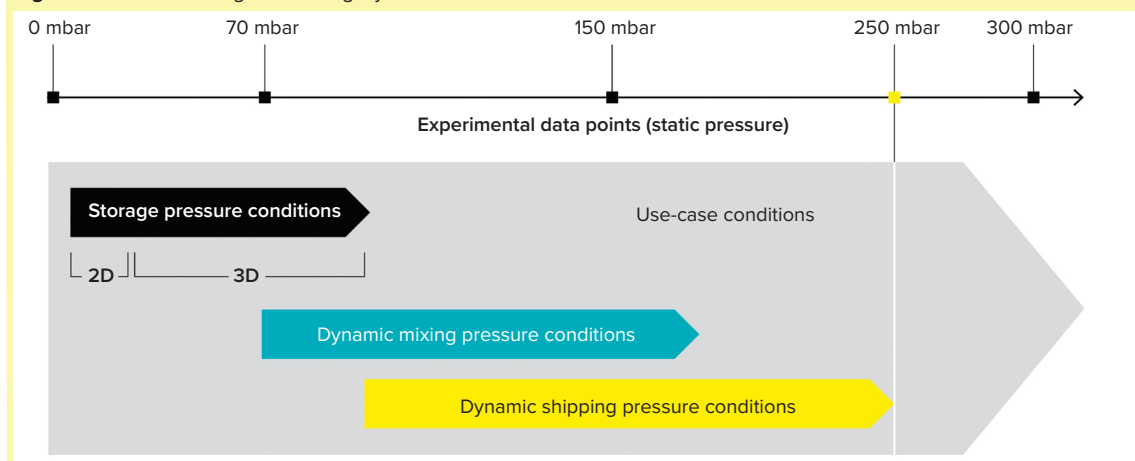 0 mbar 70 mbar 150 mbar 250 mbar 300 mbar
Experimental data points (static pressure)
Storage pressure conditions
Use-case conditions
2D 3D
Dynamic mixing pressure conditions
Dynamic shipping pressure conditions